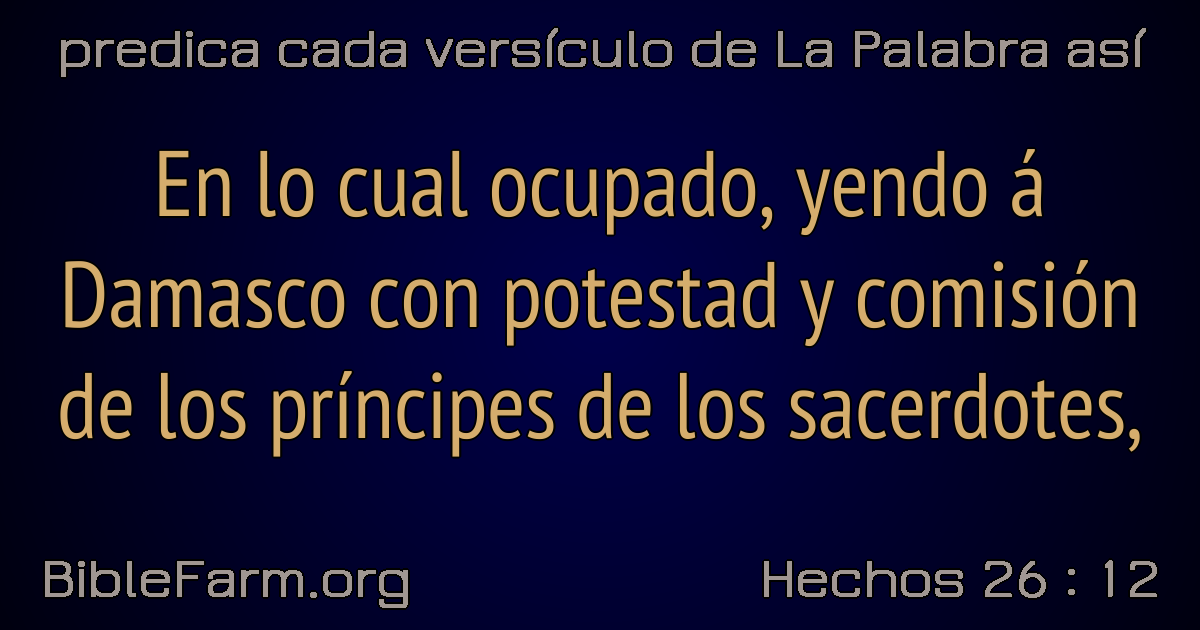 predica cada versículo de La Palabra así
En lo cual ocupado, yendo á
Damasco con potestad y comisión
de los príncipes de los sacerdotes,
BibleFarm.org
Hechos 26 : 12